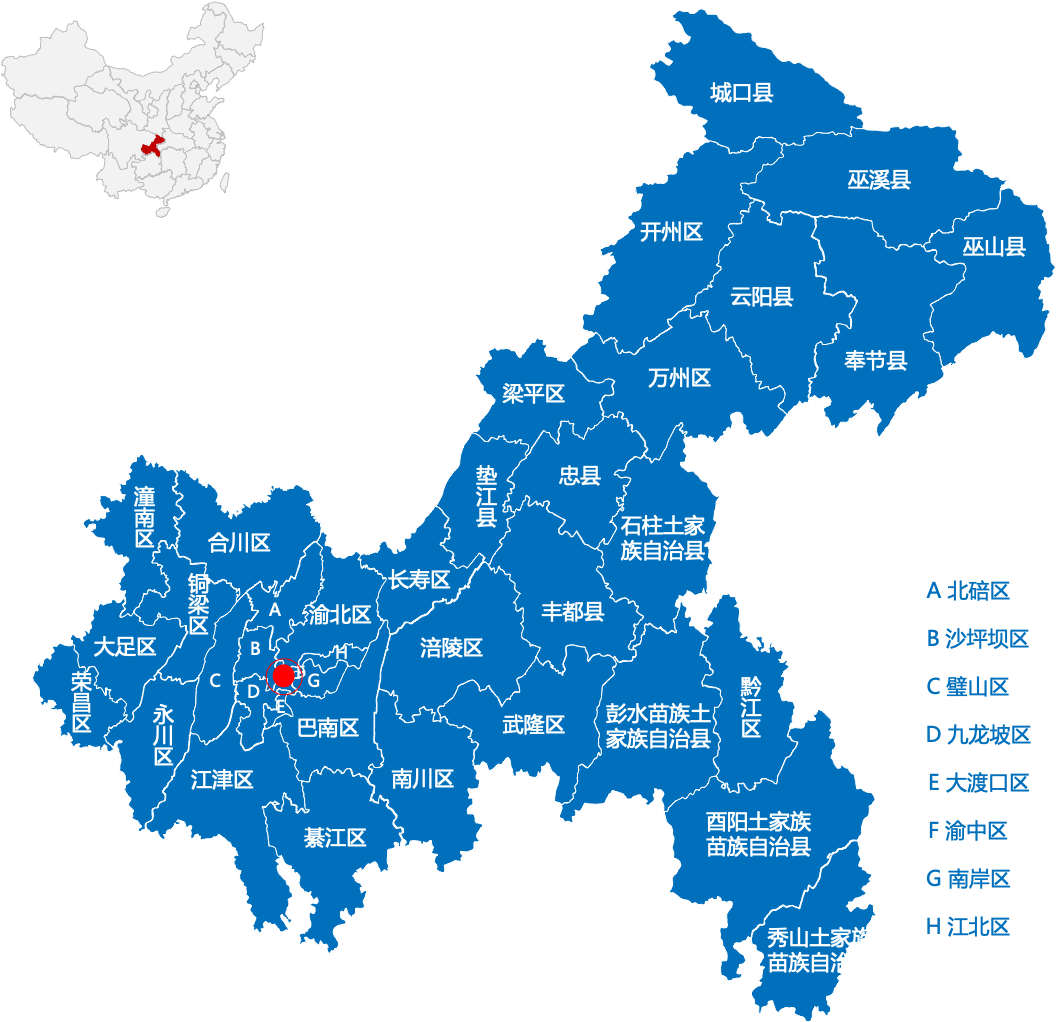 城口县
巫溪县
开州区
巫山县
云阳县
奉节县
万州区
梁平区
忠县
垫江县
潼南区
石柱土家
族自治县
合川区
长寿区
铜梁区
A 北碚区
A
渝北区
丰都县
B 沙坪坝区
大足区
B
H
涪陵区
C
G
D
C 璧山区
荣昌区
E
黔江区
永川区
巴南区
武隆区
彭水苗族土
家族自治县
D 九龙坡区
江津区
南川区
E 大渡口区
綦江区
酉阳土家族
苗族自治县
F 渝中区
G 南岸区
H 江北区
秀山土家族
苗族自治